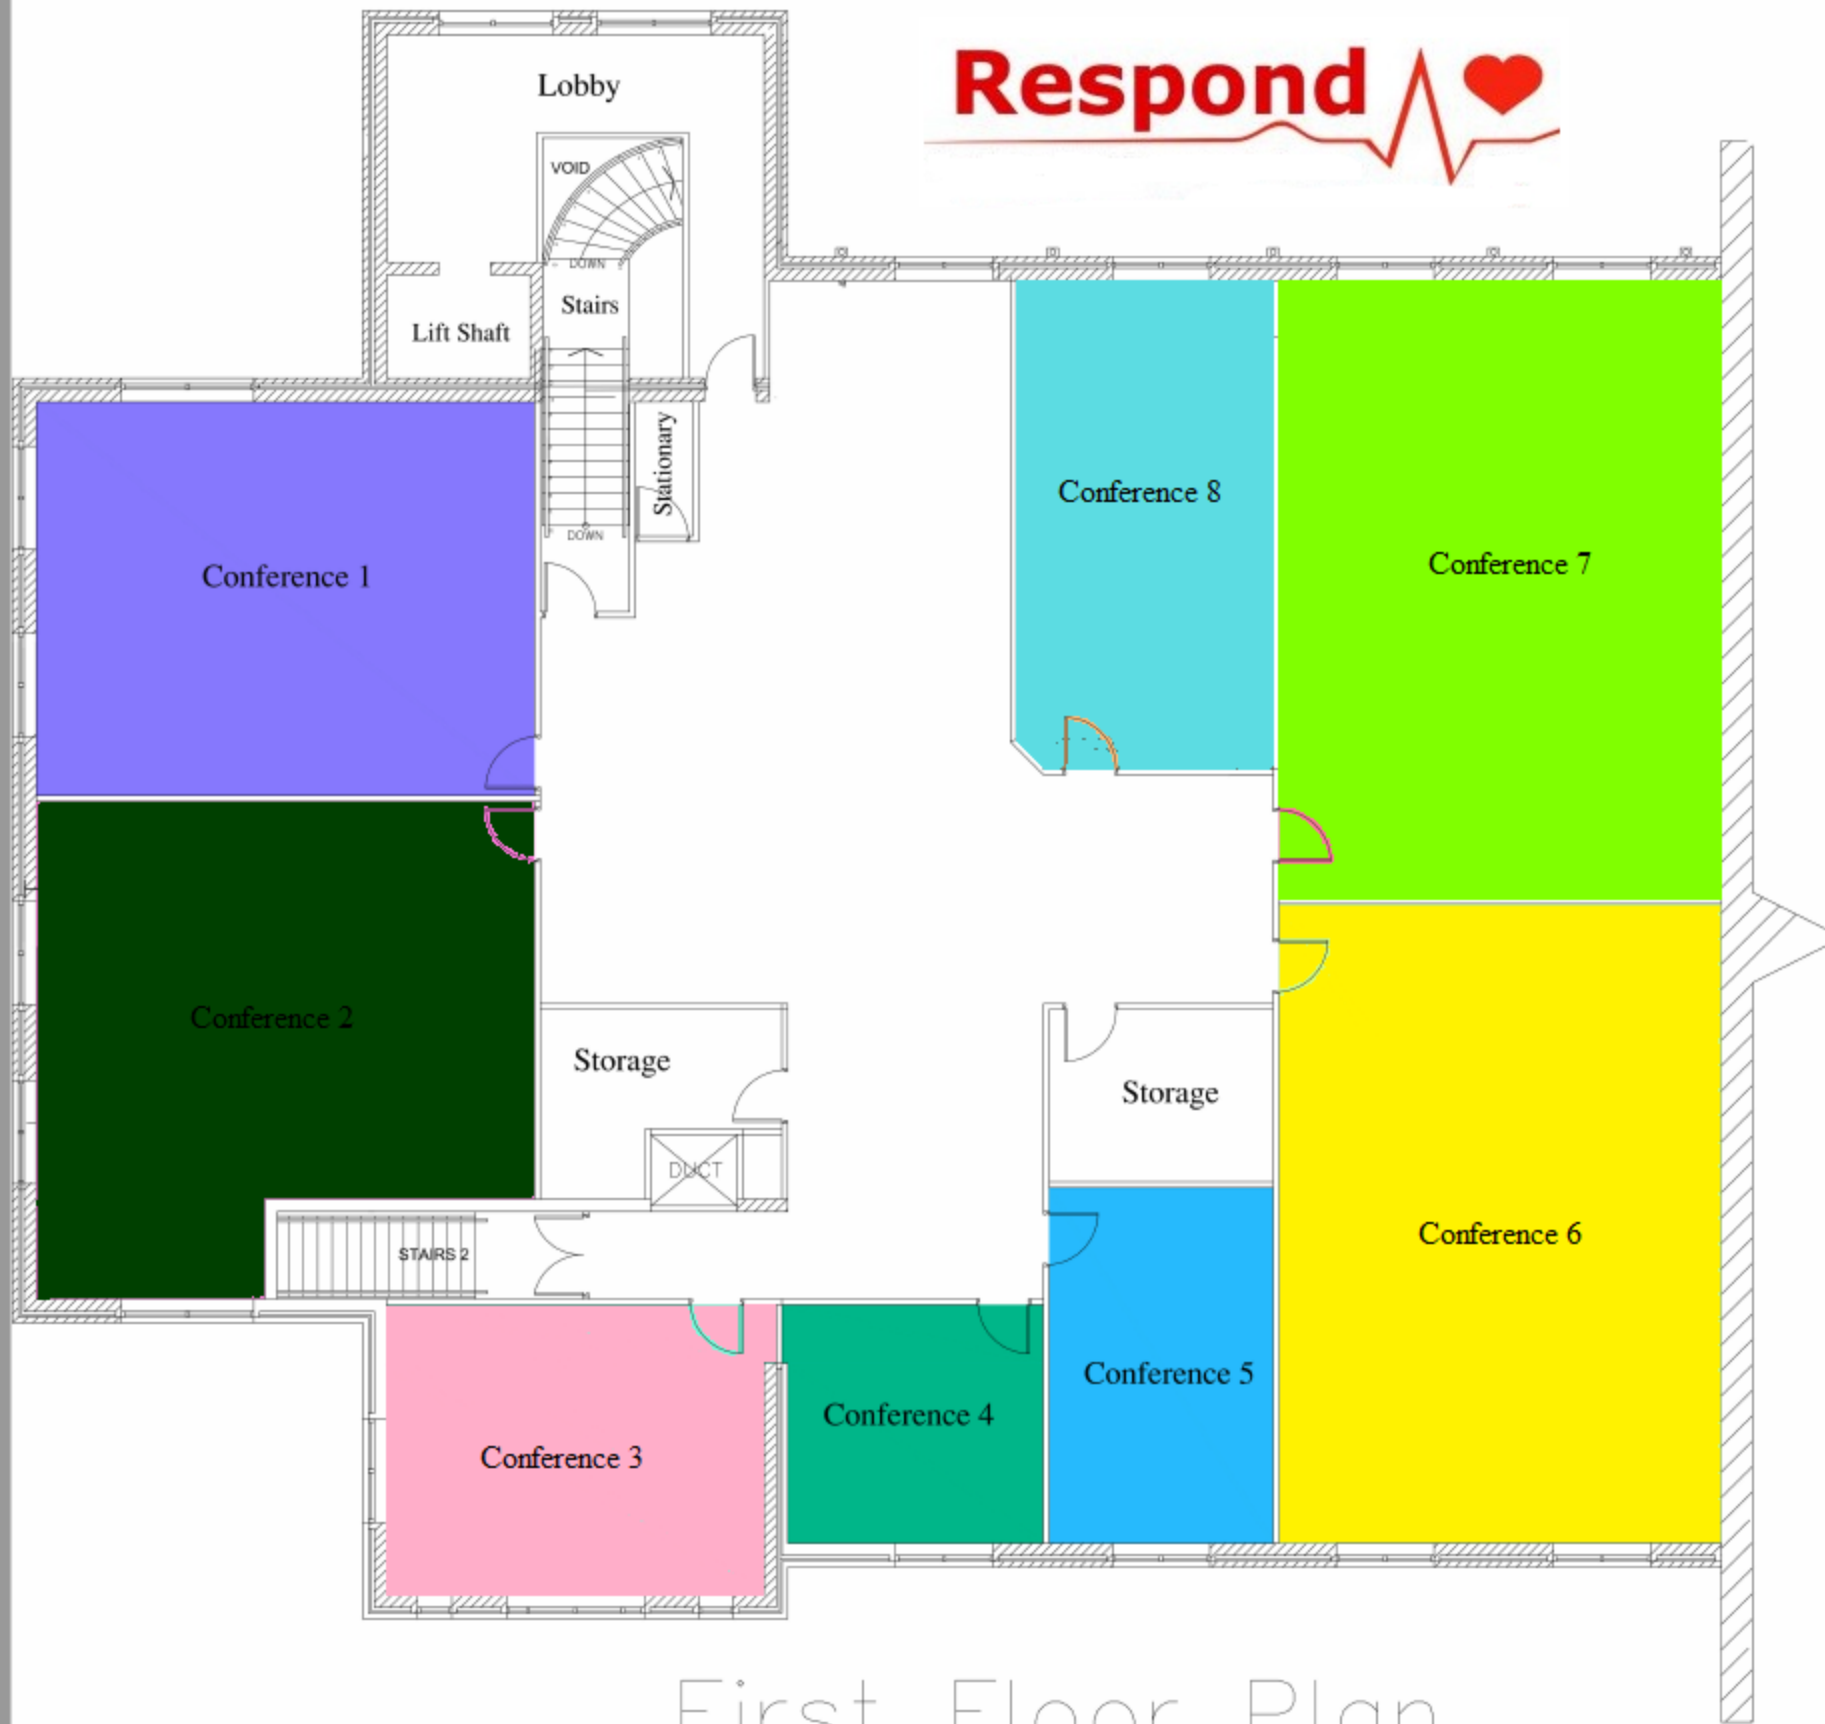 Respond
Lobby
VOID
DOWN
Stairs
Lift Shaft
Stationary
DOWN
Conference 8
Conference 7
Conference 1
Conference 2
Storage
Storage
DUCT
STAIRS 2
Conference 6
Conference 5
Conference 4
Conference 3
First Floor Plan